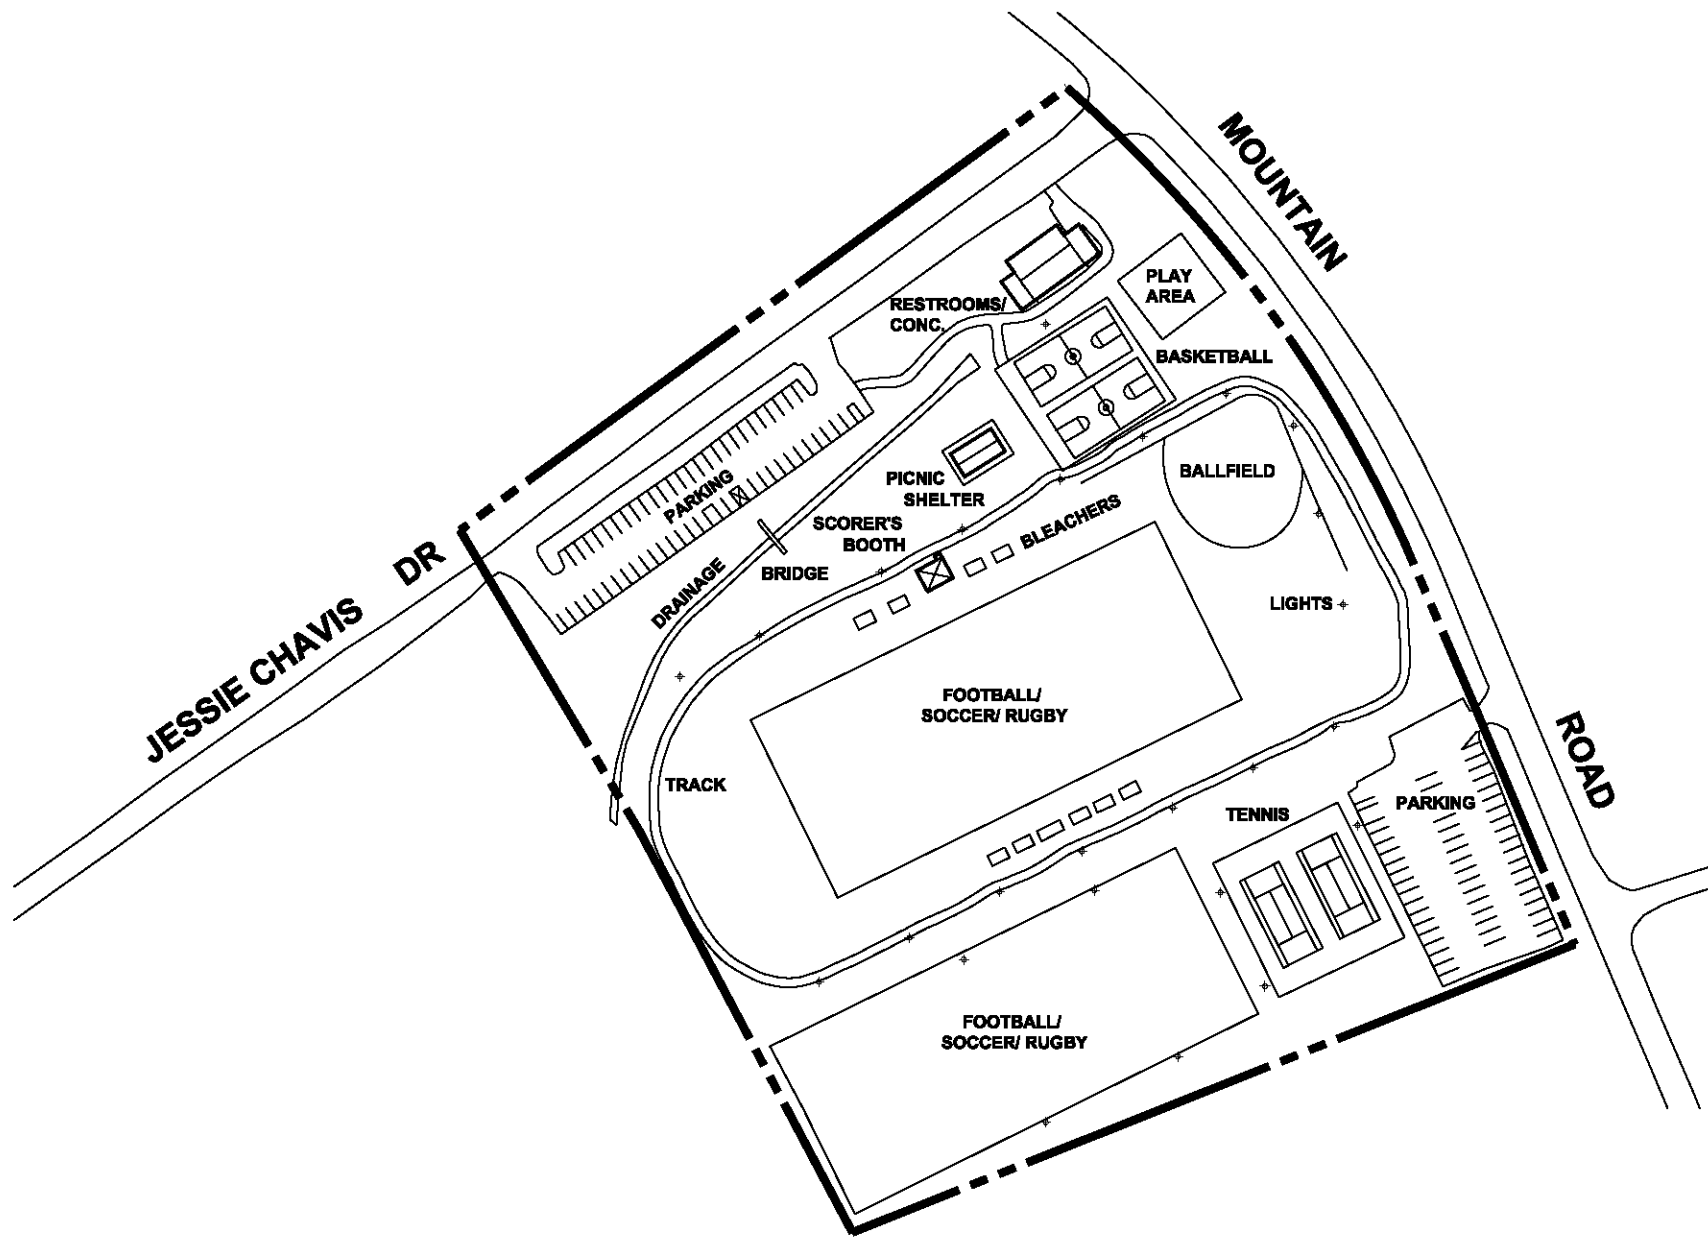 MOUNTAIN
PLAY
AREA
RESTROOMS/
CONC.
BASKETBALL
BALLFIELD
PICNIC
SHELTER
PARKING
SCORER'S
BOOTH
BLEACHERS
BRIDGE
DRAINAGE
JESSIE CHAVIS DR
LIGHTS
FOOTBALL/
SOCCER/ RUGBY
TRACK
ROAD
PARKING
TENNIS
FOOTBALL/
SOCCER/ RUGBY